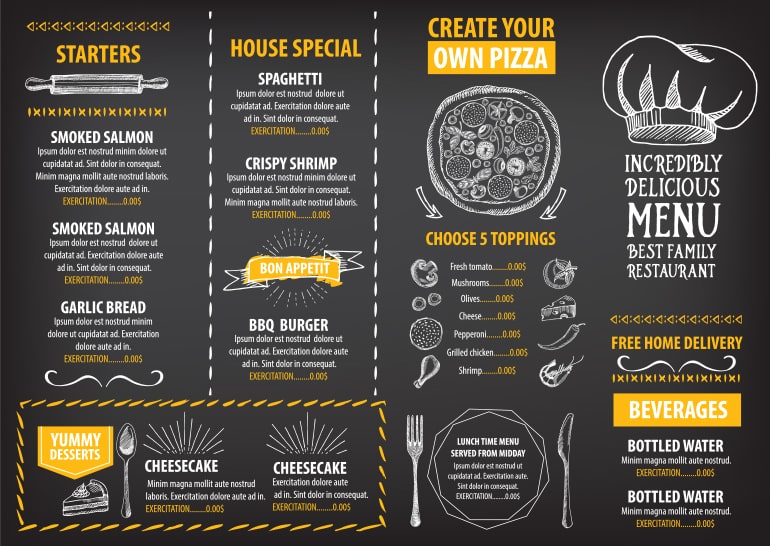 STARTERS
SMOKED SALMON
Ipsum dolor est nostrud minim dolore ut
cupidatat ad. Sint dolor in consequat.
Minim magna mollit aute nostrud laboris.
Exercitation dolore aute ad in.
EXERCITATION........0.00$
SMOKED SALMON
Ipsum dolor est nostrud dolore ut
cupidatat ad. Exercitation dolore aute
ad in. Sint dolor in consequat.
EXERCITATION........0.00$
GARLIC BREAD
Ipsum dolor est nostrud minim
dolore ut cupidatat. Exercitation
dolore aute ad in.
EXERCITATION........0.00$
HOUSE SPECIAL
SPAGHETTI
Ipsum dolor est nostrud dolore ut
cupidatat ad. Exercitation dolore aute
ad in. Sint dolor in consequat.
EXERCITATION........0.00$
CRISPY SHRIMP
Ipsum dolor est nostrud dolore ut
cupidatat ad. Sint dolor in consequat.
Minim magna mollit aute nostrud laboris.
EXERCITATION........0.00$
BON APPETIT
BBQ BURGER
Ipsum dolor est nostrud dolore ut
cupidatat ad. Exercitation dolore aute
ad in. Sint dolor in consequat.
EXERCITATION........0.00$
YUMMY
DESSERTS
CHEESECAKE
Minim magna mollit aute nostrud
laboris. Exercitation dolore aute ad in.
EXERCITATION........0.00$
CHEESECAKE
Exercitation dolore aute
ad in. Sint dolor in consequat.
EXERCITATION........0.00$
CREATE YOUR
OWN PIZZA
CHOOSE 5 TOPPINGS
Fresh tomato.......0.00$
Mushrooms........0.00$
Olives........0.00$
Cheese........0.00$
Pepperoni........0.00$
Grilled chicken........0.00$
Shrimp........0.00$
LUNCH TIME MENU
SERVED FROM MIDDAY
Ipsum dolor est nostrud ut
cupidatat ad. Exercitation
dolore aute ad in. Sint
dolor in consequat.
EXERCITATION........0.00$
INCREDIBLY
DELICIOUS
MENU
BEST FAMILY
RESTAURANT
FREE HOME DELIVERY
BEVERAGES
BOTTLED WATER
Minim magna mollit aute nostrud.
EXERCITATION........0.00$
BOTTLED WATER
Minim magna mollit aute nostrud.
EXERCITATION........0.00$